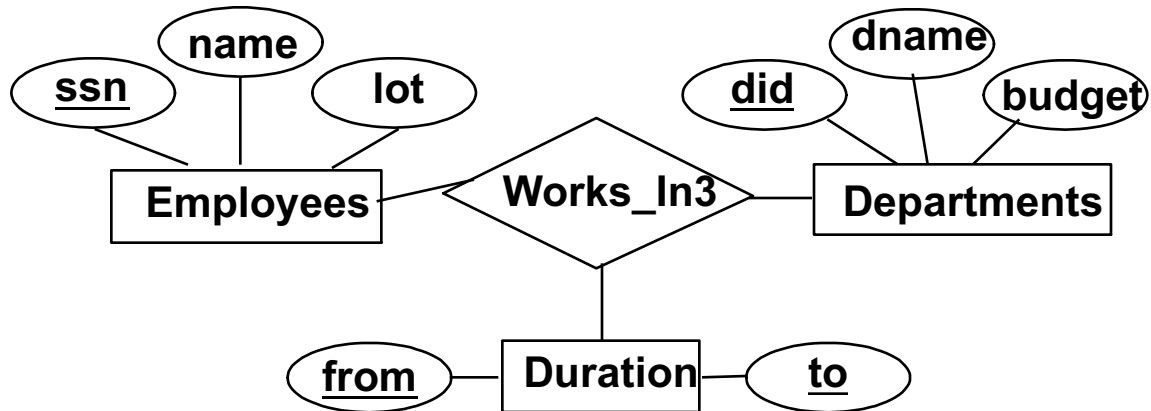 name
ssn
lot
dname
did
budget
Employees
Works_In3
Departments
from
Duration
to